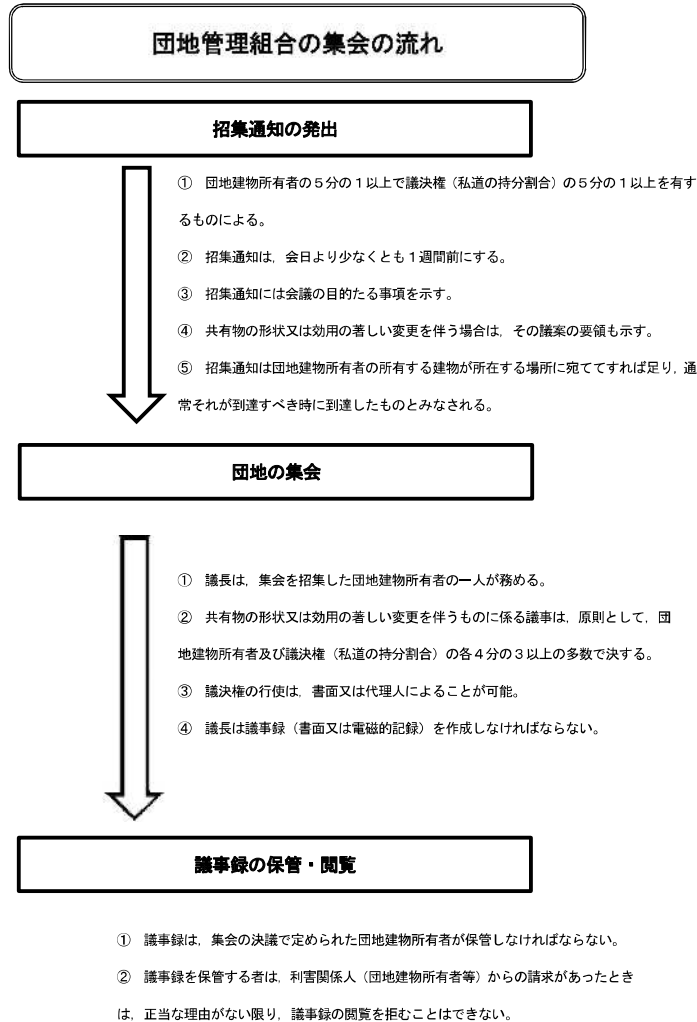 団地管理組合の集会の流れ
招集通知の発出
① 団地建物所有者の5分の1以上で議決権（私道の持分割合）の5分の1以上を有す
るものによる。
② 招集通知は，会日より少なくとも1週間前にする。
③ 招集通知には会議の目的たる事項を示す。
④ 共有物の形状又は効用の著しい変更を伴う場合は，その議案の要領も示す。
⑤ 招集通知は団地建物所有者の所有する建物が所在する場所に宛ててすれば足り，通
常それが到達すべき時に到達したものとみなされる。
団地の集会
① 議長は，集会を招集した団地建物所有者の一人が務める。
② 共有物の形状又は効用の著しい変更を伴うものに係る議事は，原則として，団
地建物所有者及び議決権（私道の持分割合）の各4分の3以上の多数で決する。
③ 議決権の行使は，書面又は代理人によることが可能。
④ 議長は議事録（書面又は電磁的記録）を作成しなければならない。
議事録の保管・閲覧
① 議事録は，集会の決議で定められた団地建物所有者が保管しなければならない。
② 議事録を保管する者は，利害関係人（団地建物所有者等）からの請求があったとき
は，正当な理由がない限り，議事録の閲覧を拒むことはできない。